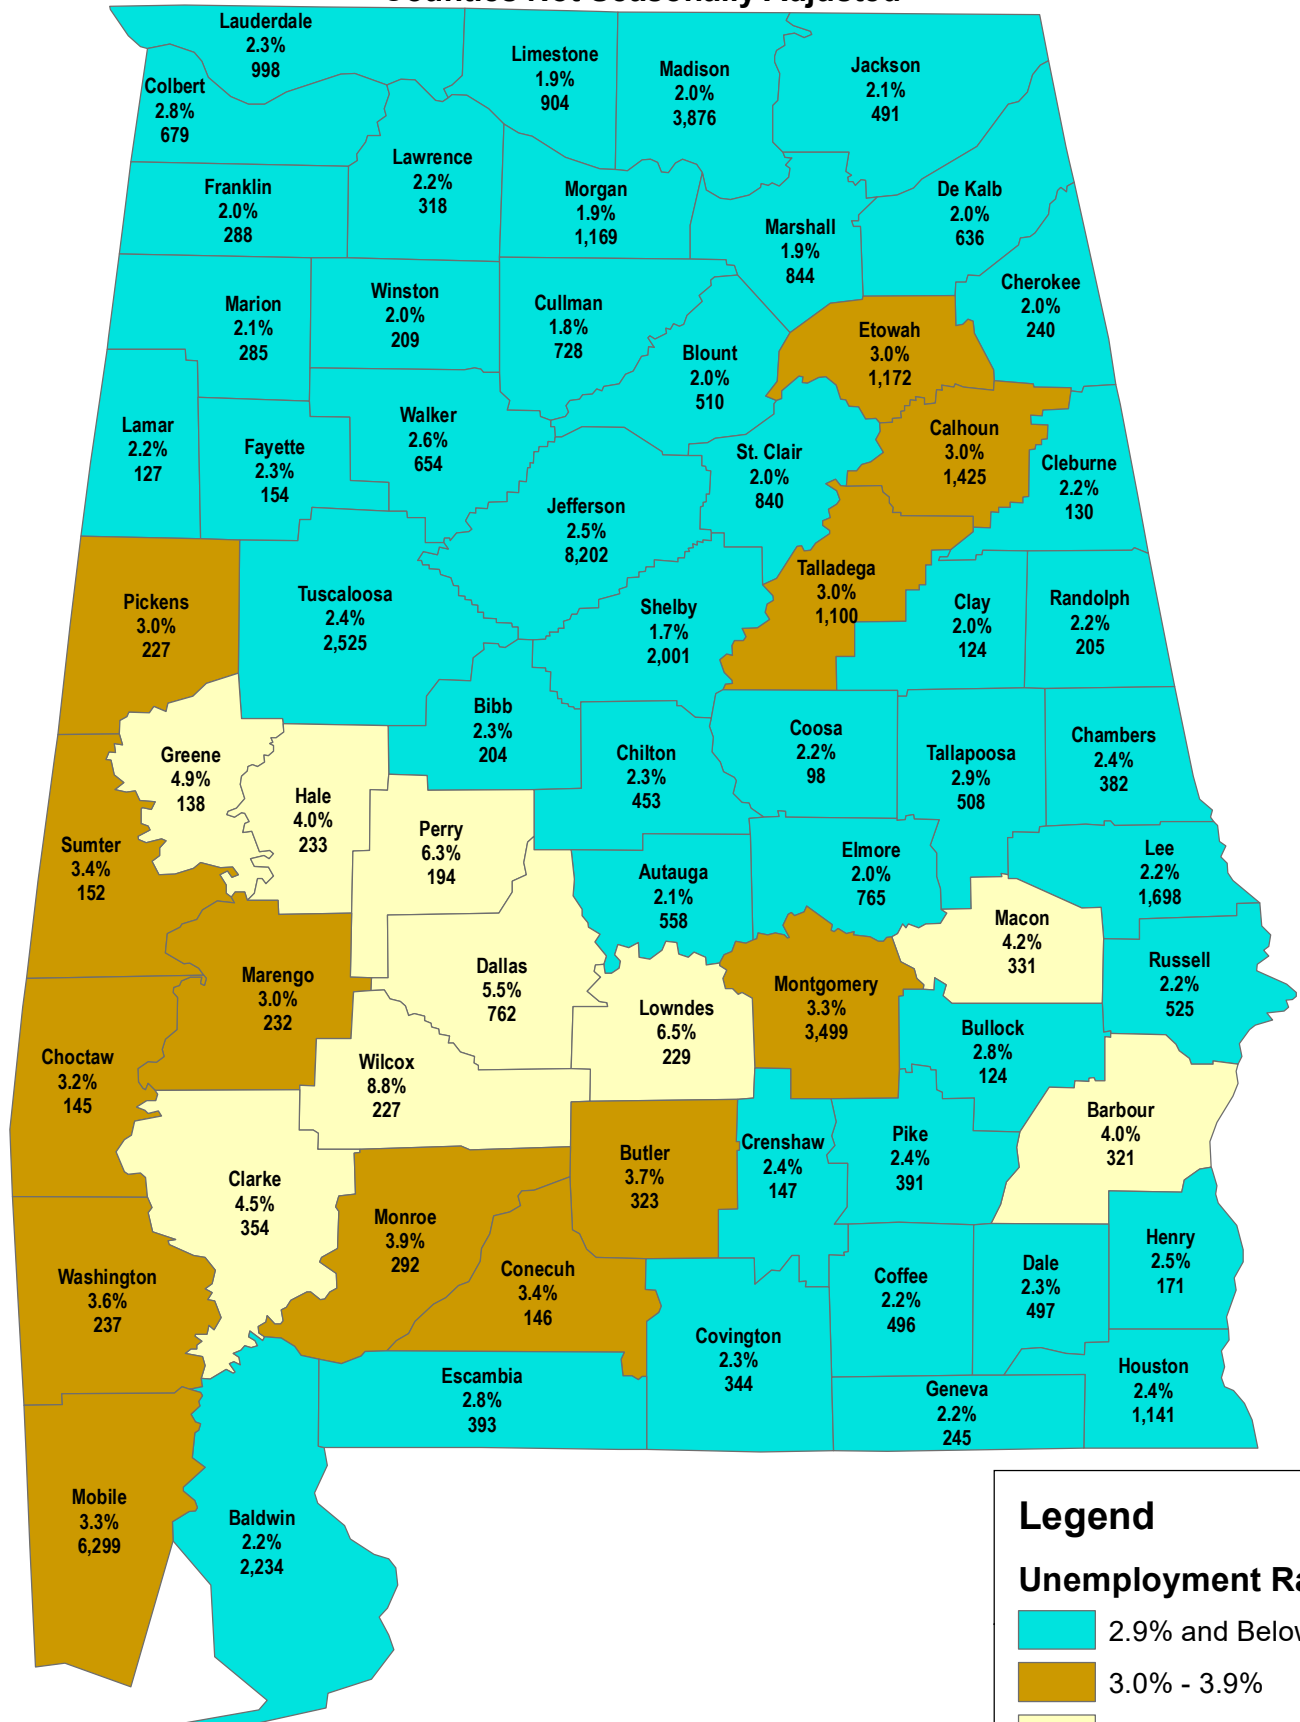 Lauderdale
2.3%
998
Limestone
1.9%
904
Madison
2.0%
3,876
Jackson
2.1%
491
Colbert
2.8%
679
Lawrence
2.2%
318
Franklin
2.0%
288
Morgan
1.9%
1,169
Marshall
1.9%
844
De Kalb
2.0%
636
Cherokee
2.0%
240
Marion
2.1%
285
Winston
2.0%
209
Cullman
1.8%
728
Blount
2.0%
510
Etowah
3.0%
1,172
Lamar
2.2%
127
Fayette
2.3%
154
Walker
2.6%
654
Jefferson
2.5%
8,202
St. Clair
2.0%
840
Calhoun
3.0%
1,425
Cleburne
2.2%
130
Pickens
3.0%
227
Tuscaloosa
2.4%
2,525
Shelby
1.7%
2,001
Talladega
3.0%
1,100
Clay
2.0%
124
Randolph
2.2%
205
Greene
4.9%
138
Hale
4.0%
233
Bibb
2.3%
204
Chilton
2.3%
453
Coosa
2.2%
98
Tallapoosa
2.9%
508
Chambers
2.4%
382
Sumter
3.4%
152
Perry
6.3%
194
Autauga
2.1%
558
Elmore
2.0%
765
Lee
2.2%
1,698
Macon
4.2%
331
Russell
2.2%
525
Marengo
3.0%
232
Dallas
5.5%
762
Lowndes
6.5%
229
Montgomery
3.3%
3,499
Bullock
2.8%
124
Choctaw
3.2%
145
Wilcox
8.8%
227
Barbour
4.0%
321
Clarke
4.5%
354
Butler
3.7%
323
Crenshaw
2.4%
147
Pike
2.4%
391
Monroe
3.9%
292
Conecuh
3.4%
146
Washington
3.6%
237
Coffee
2.2%
496
Dale
2.3%
497
Henry
2.5%
171
Covington
2.3%
344
Escambia
2.8%
393
Geneva
2.2%
245
Houston
2.4%
1,141
Mobile
3.3%
6,299
Baldwin
2.2%
2,234
Legend
Unemployment Ra
2.9% and Below
3.0% - 3.9%